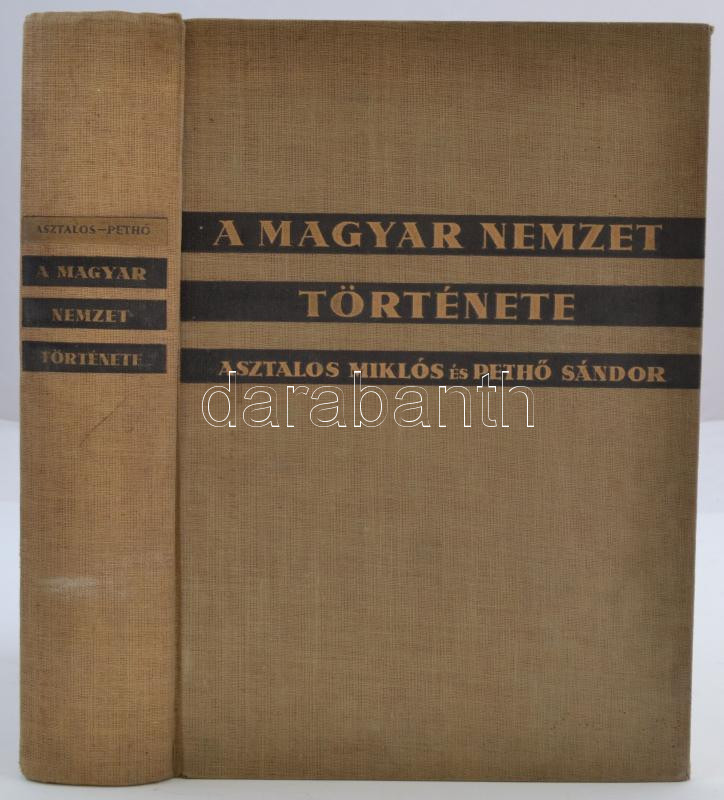 ASZTALOS–PETHŐ
A MAGYAR
NEMZET
TÖRTÉNETE
A MAGYAR NEMZET
TÖRTÉNETE
ASZTALOS MIKLÓS ÉS PETHŐ SÁNDOR
darabanth